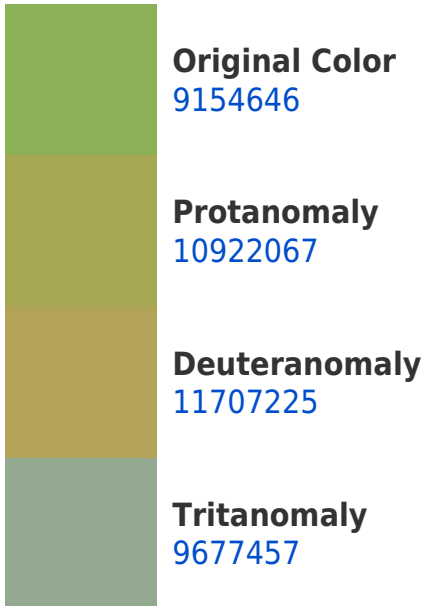 Original Color
9154646
Protanomaly
10922067
Deuteranomaly
11707225
Tritanomaly
9677457